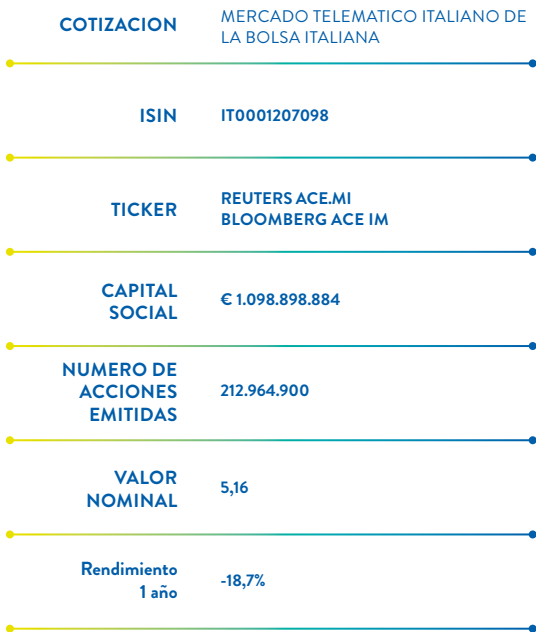 COTIZACION
MERCADO TELEMATICO ITALIANO DE
LA BOLSA ITALIANA
ISIN
IT0001207098
TICKER
REUTERS ACE.MI
BLOOMBERG ACE IM
CAPITAL
SOCIAL
€ 1.098.898.884
NUMERO DE
ACCIONES
EMITIDAS
212.964.900
VALOR
NOMINAL
5,16
Rendimiento
1 año
-18,7%